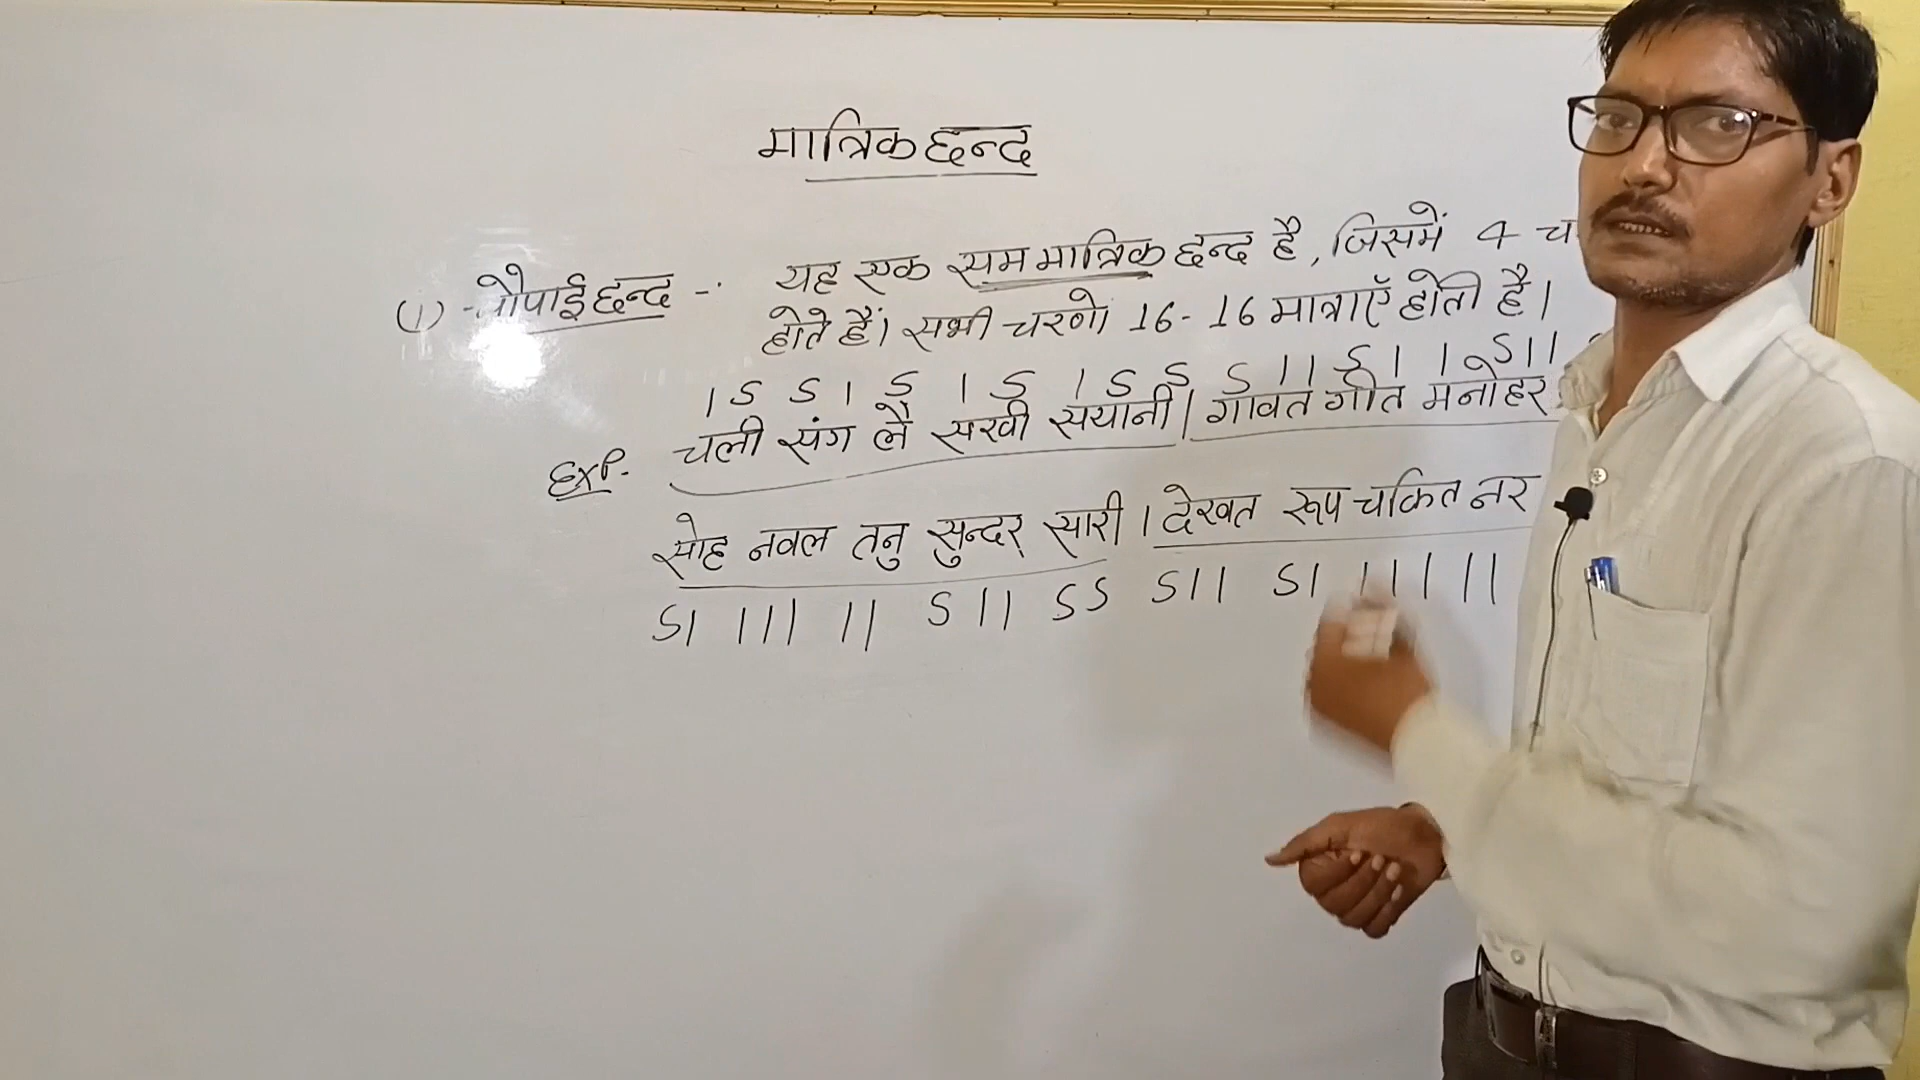 मात्रिक छन्द
(1) चौपाई छन्द -: यह एक सम मात्रिक छन्द है, जिसमें 4 च
होते हैं। सभी चरणो 16-16 मात्राएँ होती है।
I S S I S I S I S S S I I S I I S I I
Exp. चली संग लै सखी सयानी। गावत गीत मनोहर
सोह नवल तनु सुन्दर् सारी। देखत रूप चकित नर
S I I I I I I S I I S S S I I S I I I I I I